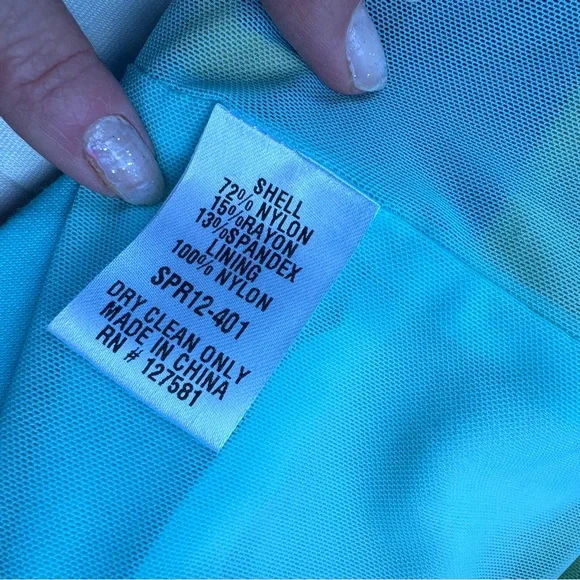 SHELL
72% NYLON
15%RAYON
13%SPANDEX
LINING
100% NYLON
SPR12-401
DRY CLEAN ONLY
MADE IN CHINA
RN # 127581